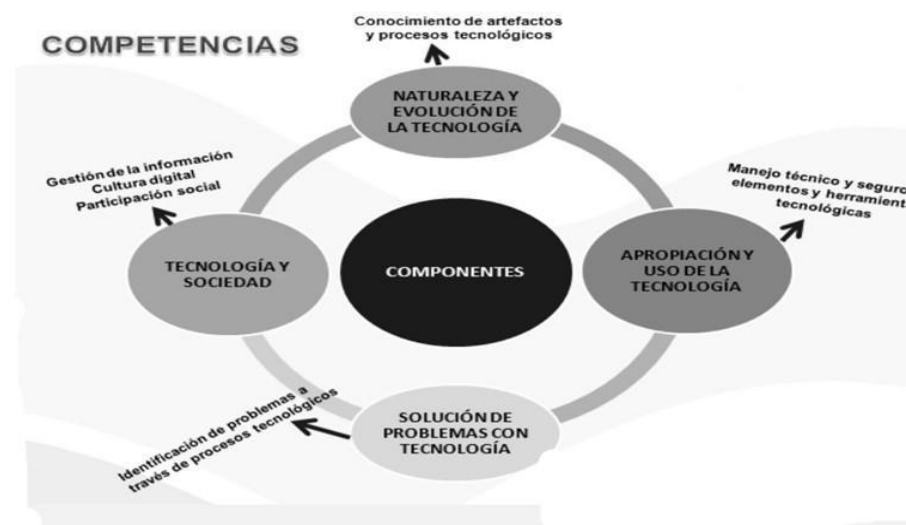 COMPETENCIAS
Conocimiento de artefactos
y procesos tecnológicos
NATURALEZA Y
EVOLUCIÓN DE
LA TECNOLOGÍA
Gestión de la información
Cultura digital
Participación social
Manejo técnico y seguro
elementos y
tecnológicas
TECNOLOGÍA Y
SOCIEDAD
COMPONENTES
APROPIACIÓN Y
USO DE LA
TECNOLOGÍA
Identificación de problemas a
través de procesos tecnológicos
SOLUCIÓN DE
PROBLEMAS CON
TECNOLOGÍA